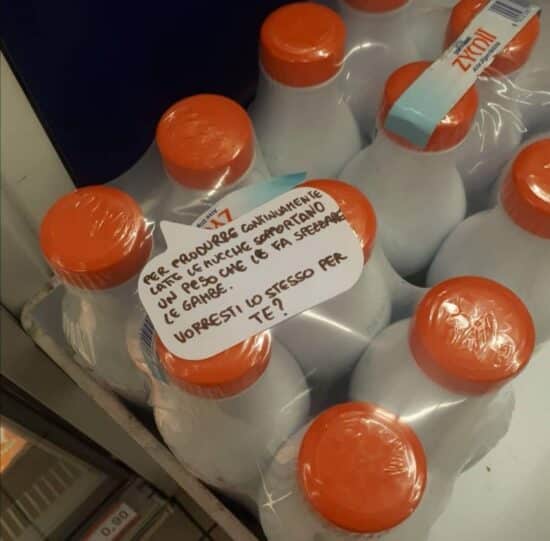 ZYMIL
PER PRODURRE CONTINUAMENTE
LATTE LE MUCCHE SOPPORTANO
UN PESO CHE LE FA SPEZZARE
LE GAMBE.
VORRESTI LO STESSO PER
TE?
0,90